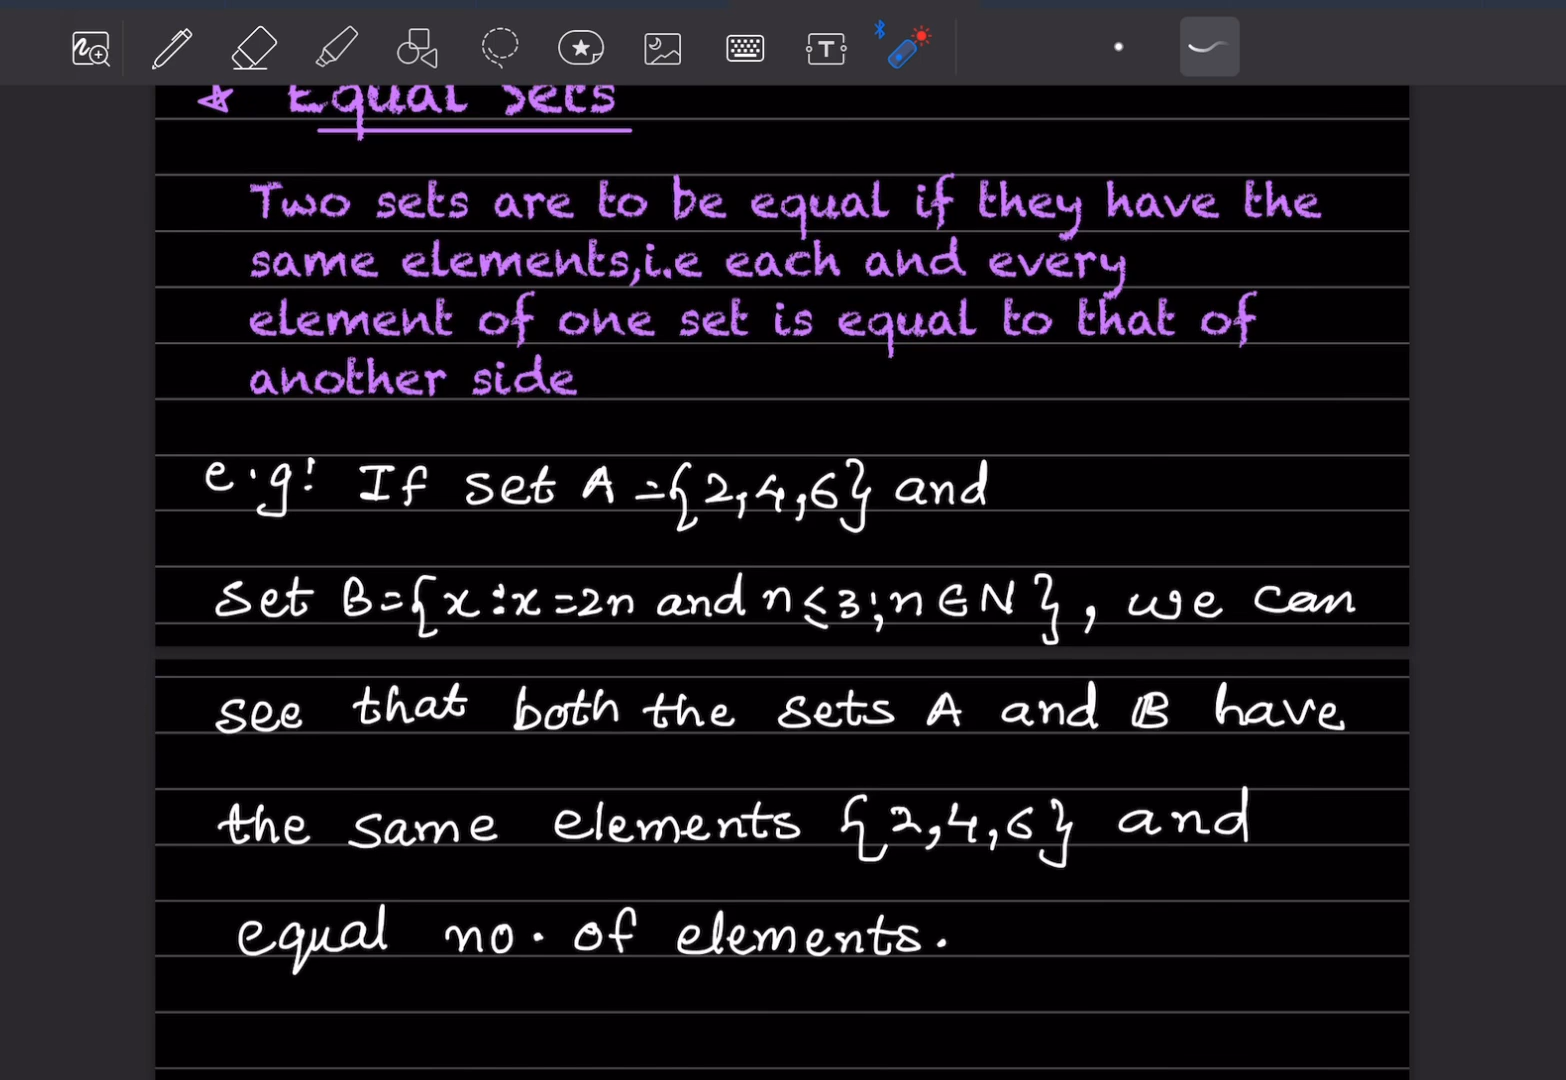 ★ Equal Sets
Two sets are to be equal if they have the
same elements,i.e each and every
element of one set is equal to that of
another side
e.g: If set A ={2,4,6} and
set B={x:x=2n and n≤3;n∈N}, we can
see that both the sets A and B have
the same elements {2,4,6} and
equal no. of elements.